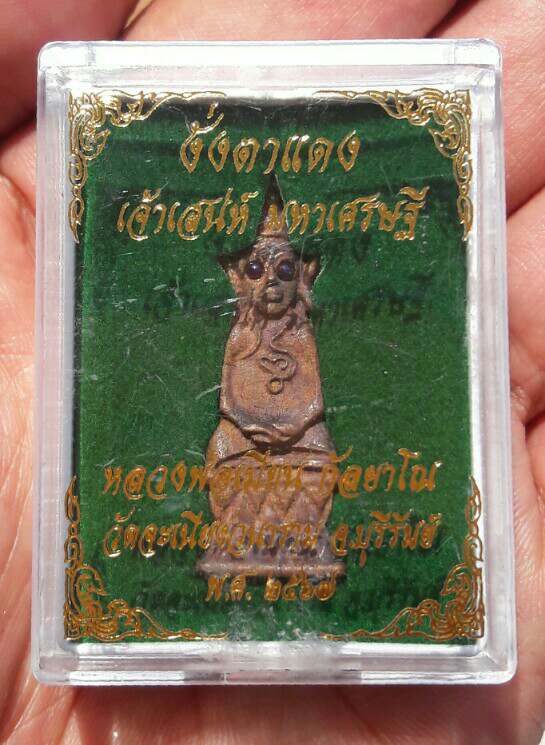 งั่งตาแดง
เจ้าเสน่ห์ มหาเศรษฐี
หลวงพ่อเมียน กัลยาโณ
วัดจะเนียงวนาราม จ.บุรีรัมย์
พ.ศ. ๒๕๖๗